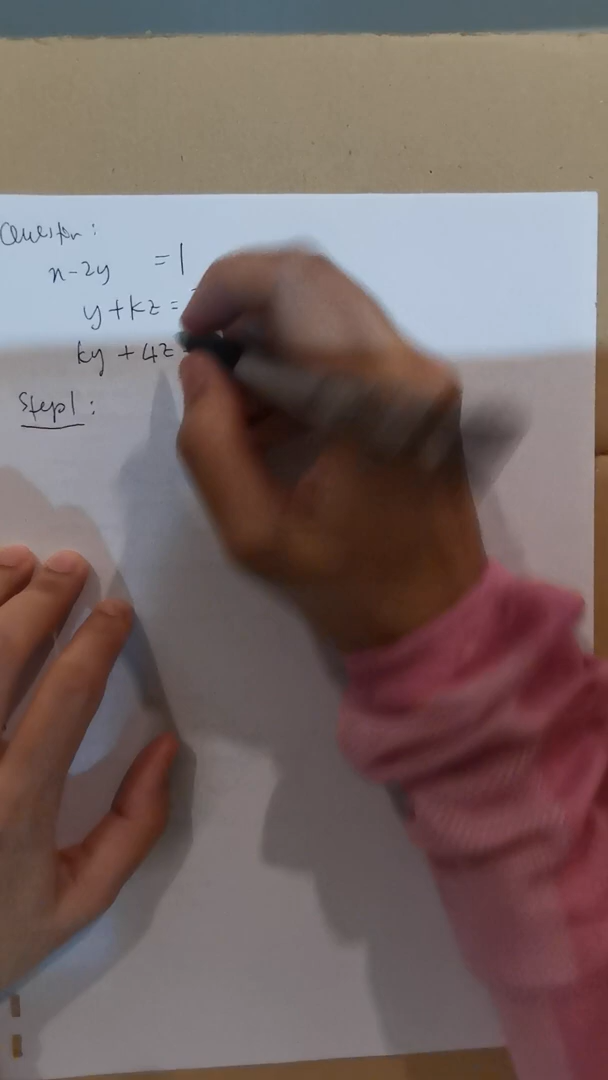 Question:
x-2y = 1
y+kz =
ky + 4z
Step1: